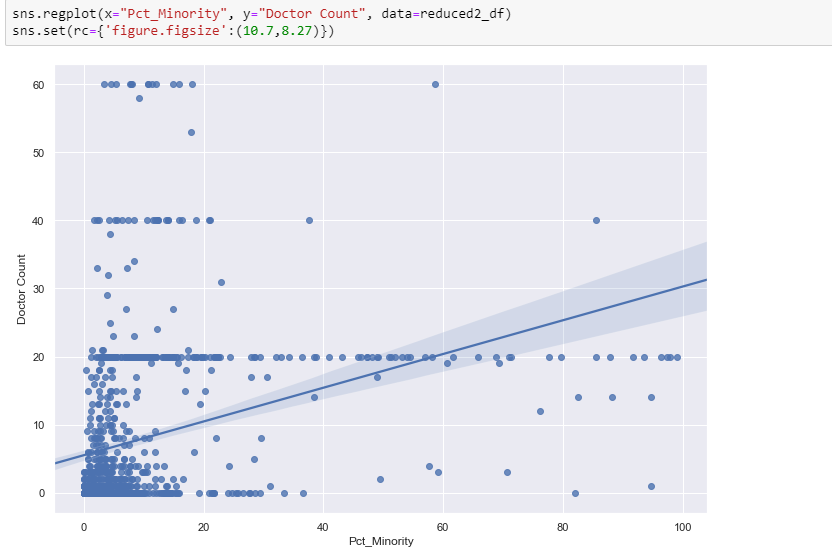 sns.regplot(x="Pct_Minority", y="Doctor Count", data=reduced2_df)
sns.set(rc={'figure.figsize':(10.7,8.27)})
60
50
40
30
20
10
0
Doctor Count
0 20 40 60 80 100
Pct_Minority